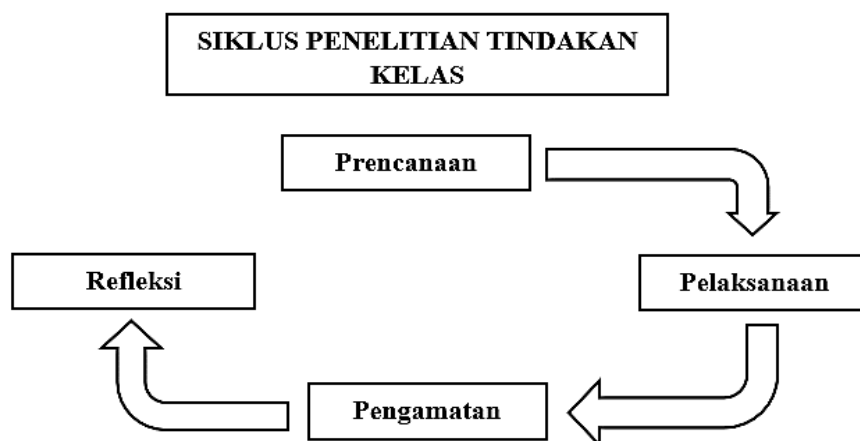 SIKLUS PENELITIAN TINDAKAN
KELAS
Prencanaan
Refleksi
Pelaksanaan
Pengamatan